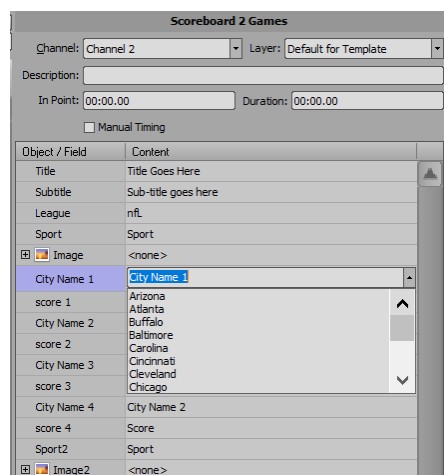 Scoreboard 2 Games
Channel: Channel 2 Layer: Default for Template
Description:
In Point: 00:00.00 Duration: 00:00.00
Manual Timing
Object / Field Content
Title Title Goes Here
Subtitle Sub-title goes here
League nfL
Sport Sport
Image <none>
City Name 1 City Name 1
score 1 Arizona
Atlanta
City Name 2 Buffalo
Baltimore
score 2 Carolina
City Name 3 Cincinnati
Cleveland
score 3 Chicago
City Name 4 City Name 2
score 4 Score
Sport2 Sport
Image2 <none>